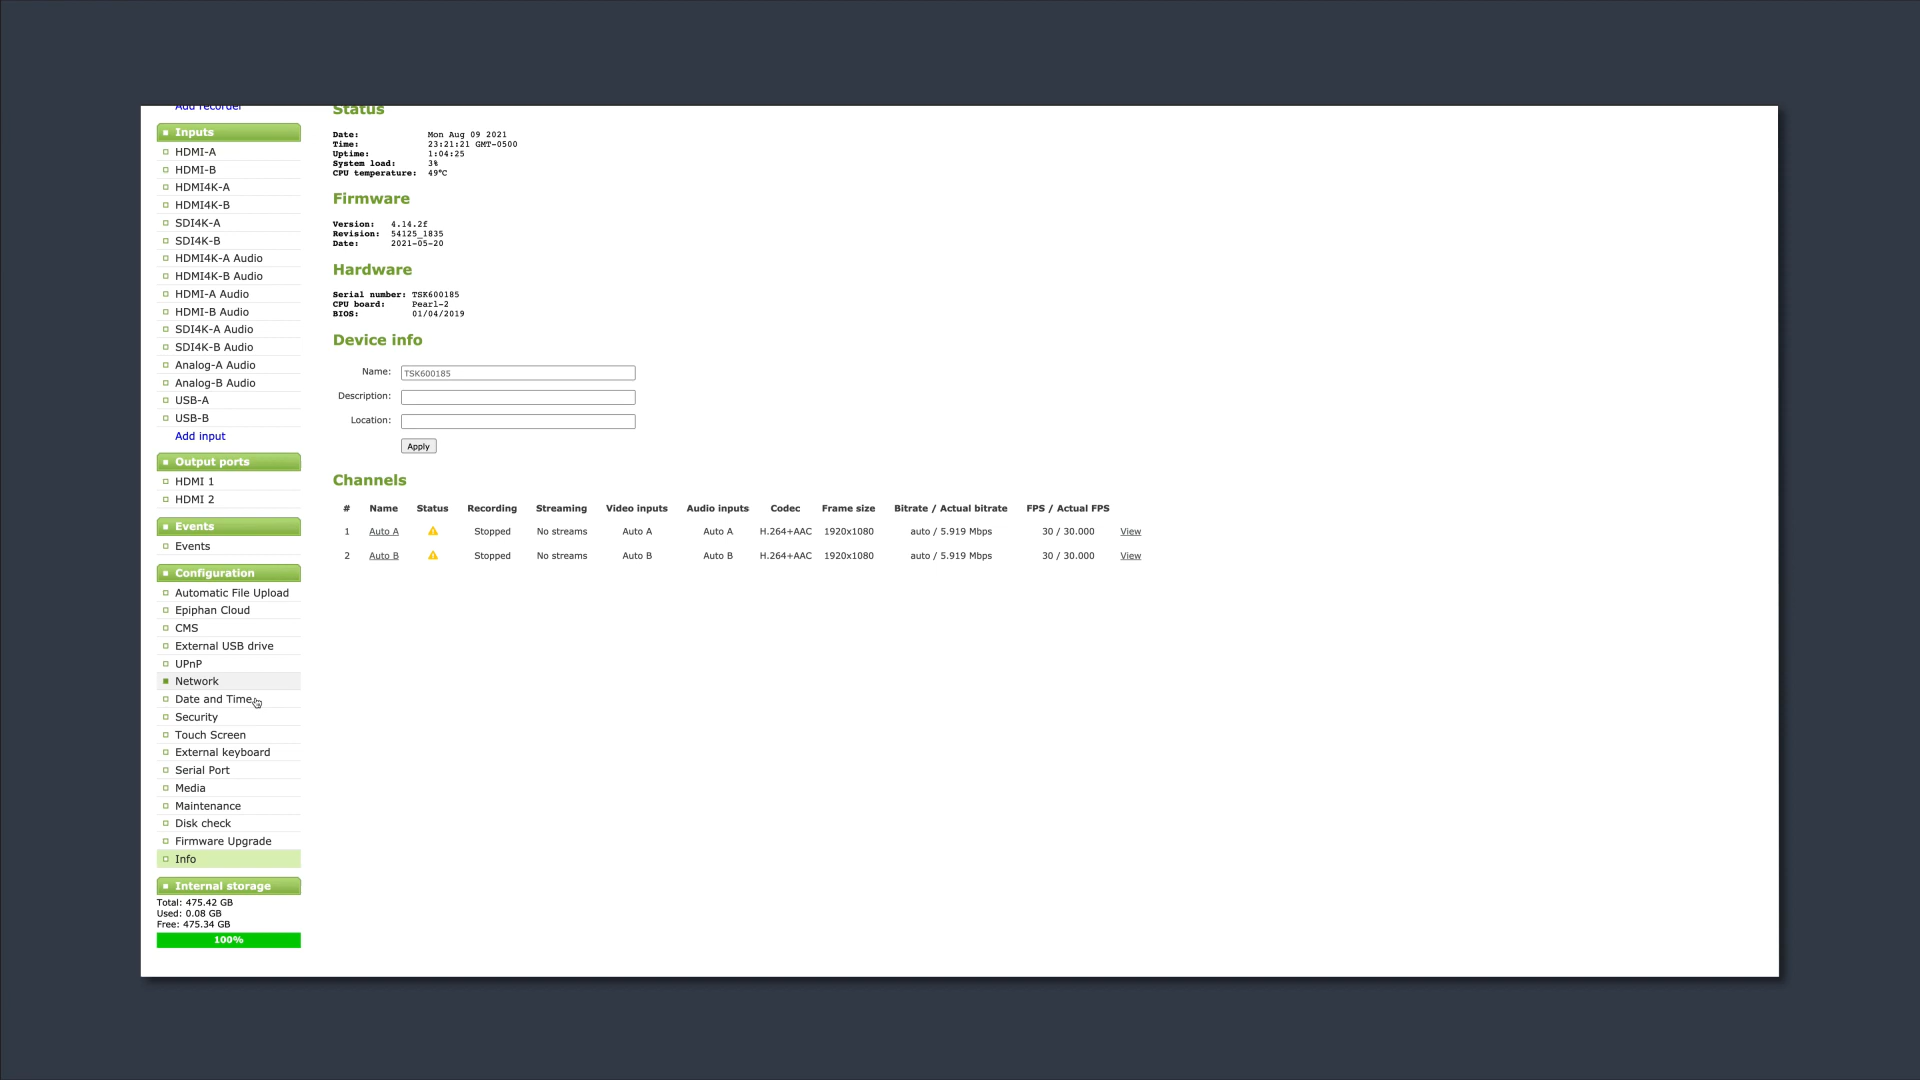 Add recorder
Inputs
HDMI-A
HDMI-B
HDMI4K-A
HDMI4K-B
SDI4K-A
SDI4K-B
HDMI4K-A Audio
HDMI4K-B Audio
HDMI-A Audio
HDMI-B Audio
SDI4K-A Audio
SDI4K-B Audio
Analog-A Audio
Analog-B Audio
USB-A
USB-B
Add input
Output ports
HDMI 1
HDMI 2
Events
Events
Configuration
Automatic File Upload
Epiphan Cloud
CMS
External USB drive
UPnP
Network
Date and Time
Security
Touch Screen
External keyboard
Serial Port
Media
Maintenance
Disk check
Firmware Upgrade
Info
Internal storage
Total: 475.42 GB
Used: 0.08 GB
Free: 475.34 GB
100%
Status
Date: Mon Aug 09 2021
Time: 23:21:21 GMT-0500
Uptime: 1:04:25
System load: 3%
CPU temperature: 49°C
Firmware
Version: 4.14.2f
Revision: 54125_1835
Date: 2021-05-20
Hardware
Serial number: TSK600185
CPU board: Pearl-2
BIOS: 01/04/2019
Device info
Name: TSK600185
Description:
Location:
Apply
Channels
# Name Status Recording Streaming Video inputs Audio inputs Codec Frame size Bitrate / Actual bitrate FPS / Actual FPS
1 Auto A Stopped No streams Auto A Auto A H.264+AAC 1920x1080 auto / 5.919 Mbps 30 / 30.000 View
2 Auto B Stopped No streams Auto B Auto B H.264+AAC 1920x1080 auto / 5.919 Mbps 30 / 30.000 View